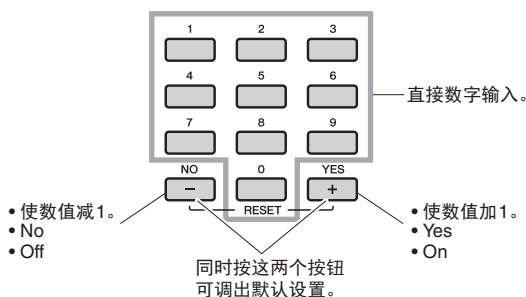 1 2 3
4 5 6
直接数字输入。
7 8 9
NO 0 YES
− +
RESET
• 使数值减1。
• No
• Off
• 使数值加1。
• Yes
• On
同时按这两个按钮
可调出默认设置。